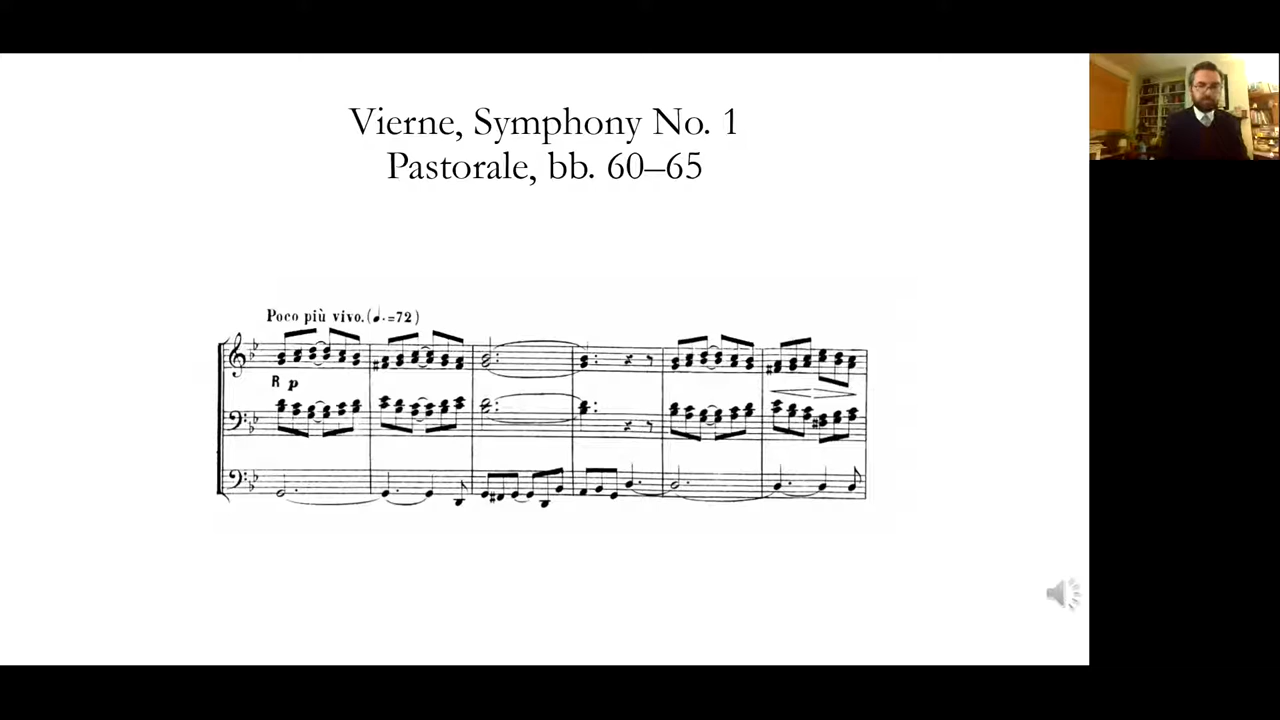 Vierne, Symphony No. 1
Pastorale, bb. 60–65
Poco più vivo. (♩.=72)
R p